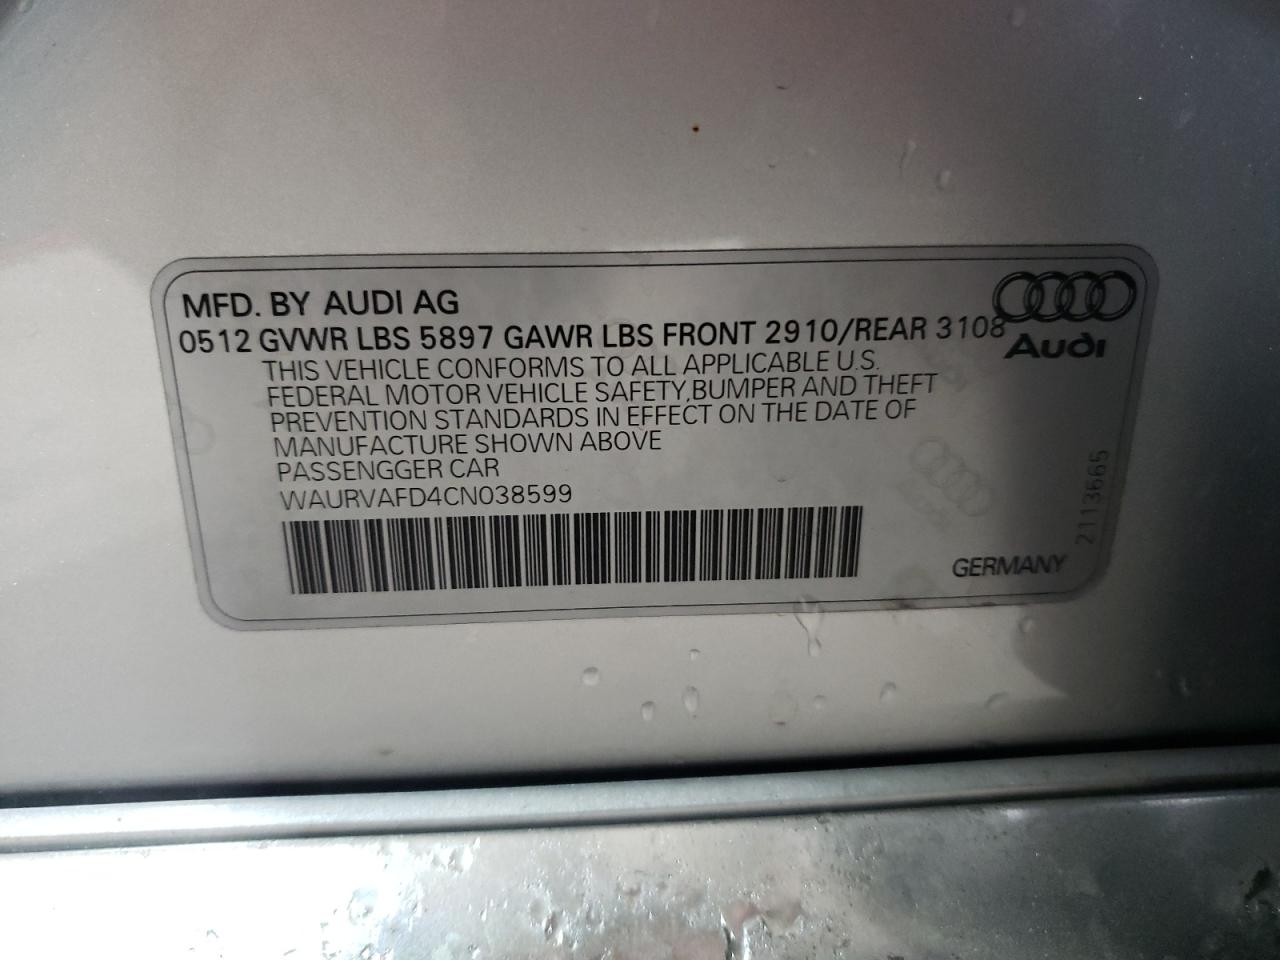 MFD. BY AUDI AG
0512 GVWR LBS 5897 GAWR LBS FRONT 2910/REAR 3108
Audi
THIS VEHICLE CONFORMS TO ALL APPLICABLE U.S.
FEDERAL MOTOR VEHICLE SAFETY,BUMPER AND THEFT
PREVENTION STANDARDS IN EFFECT ON THE DATE OF
MANUFACTURE SHOWN ABOVE
PASSENGGER CAR
WAURVAFD4CN038599
2113665
GERMANY